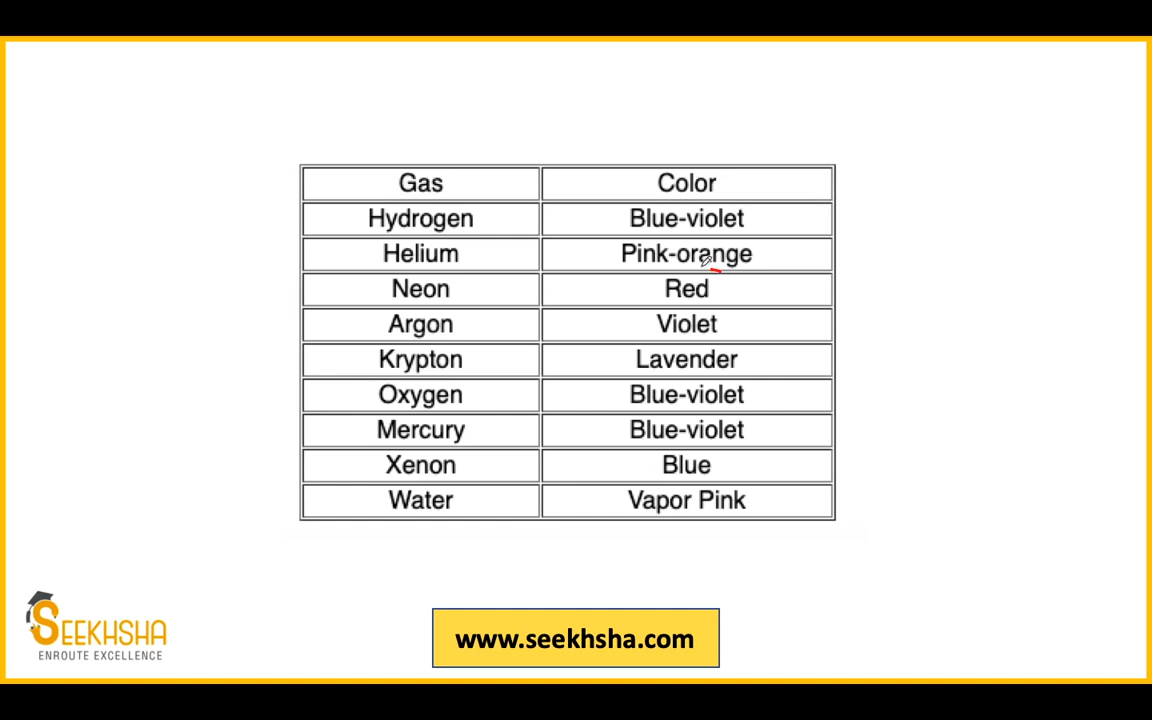 Gas Color
Hydrogen Blue-violet
Helium Pink-orange
Neon Red
Argon Violet
Krypton Lavender
Oxygen Blue-violet
Mercury Blue-violet
Xenon Blue
Water Vapor Pink
SEEKHSHA
ENROUTE EXCELLENCE
www.seekhsha.com